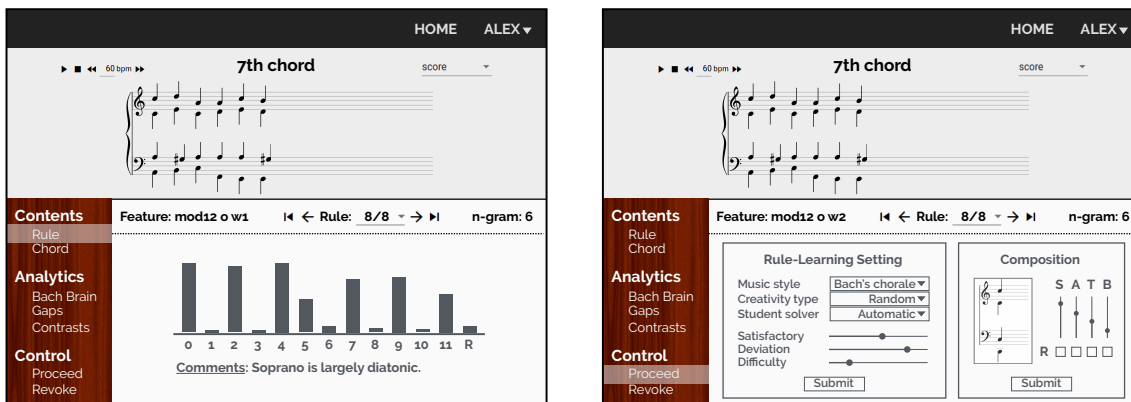 HOME ALEX
60 bpm
7th chord
score
Contents
Rule
Chord
Analytics
Bach Brain
Gaps
Contrasts
Control
Proceed
Revoke
Feature: mod12 o w1
Rule: 8/8
n-gram: 6
0 1 2 3 4 5 6 7 8 9 10 11 R
Comments: Soprano is largely diatonic.
HOME ALEX
60 bpm
7th chord
score
Contents
Rule
Chord
Analytics
Bach Brain
Gaps
Contrasts
Control
Proceed
Revoke
Feature: mod12 o w2
Rule: 8/8
n-gram: 6
Rule-Learning Setting
Music style Bach's chorale
Creativity type Random
Student solver Automatic
Satisfactory
Deviation
Difficulty
Submit
Composition
S A T B
R
Submit